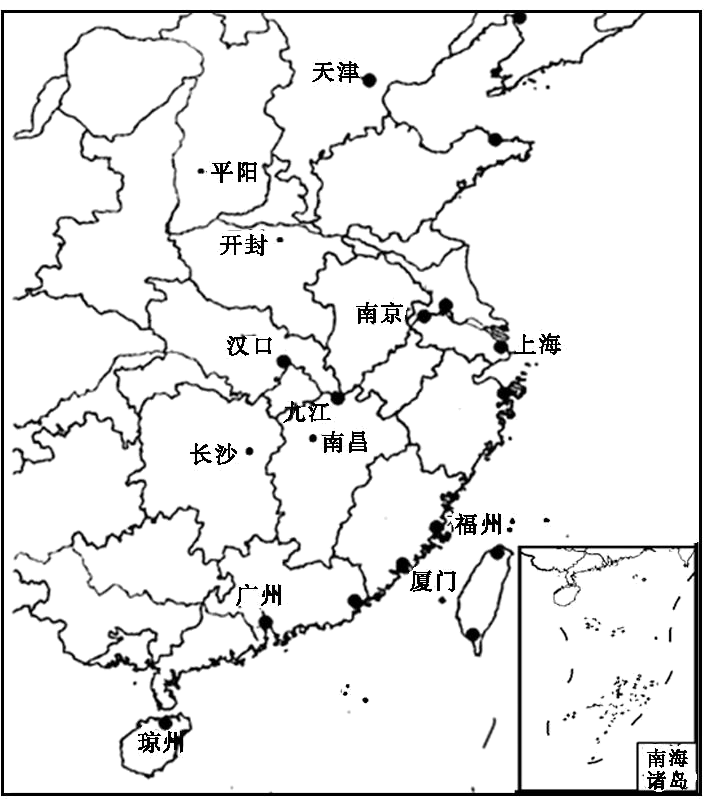 天津
平阳
开封
南京
汉口
上海
九江
南昌
长沙
福州
厦门
广州
琼州
南海
诸岛